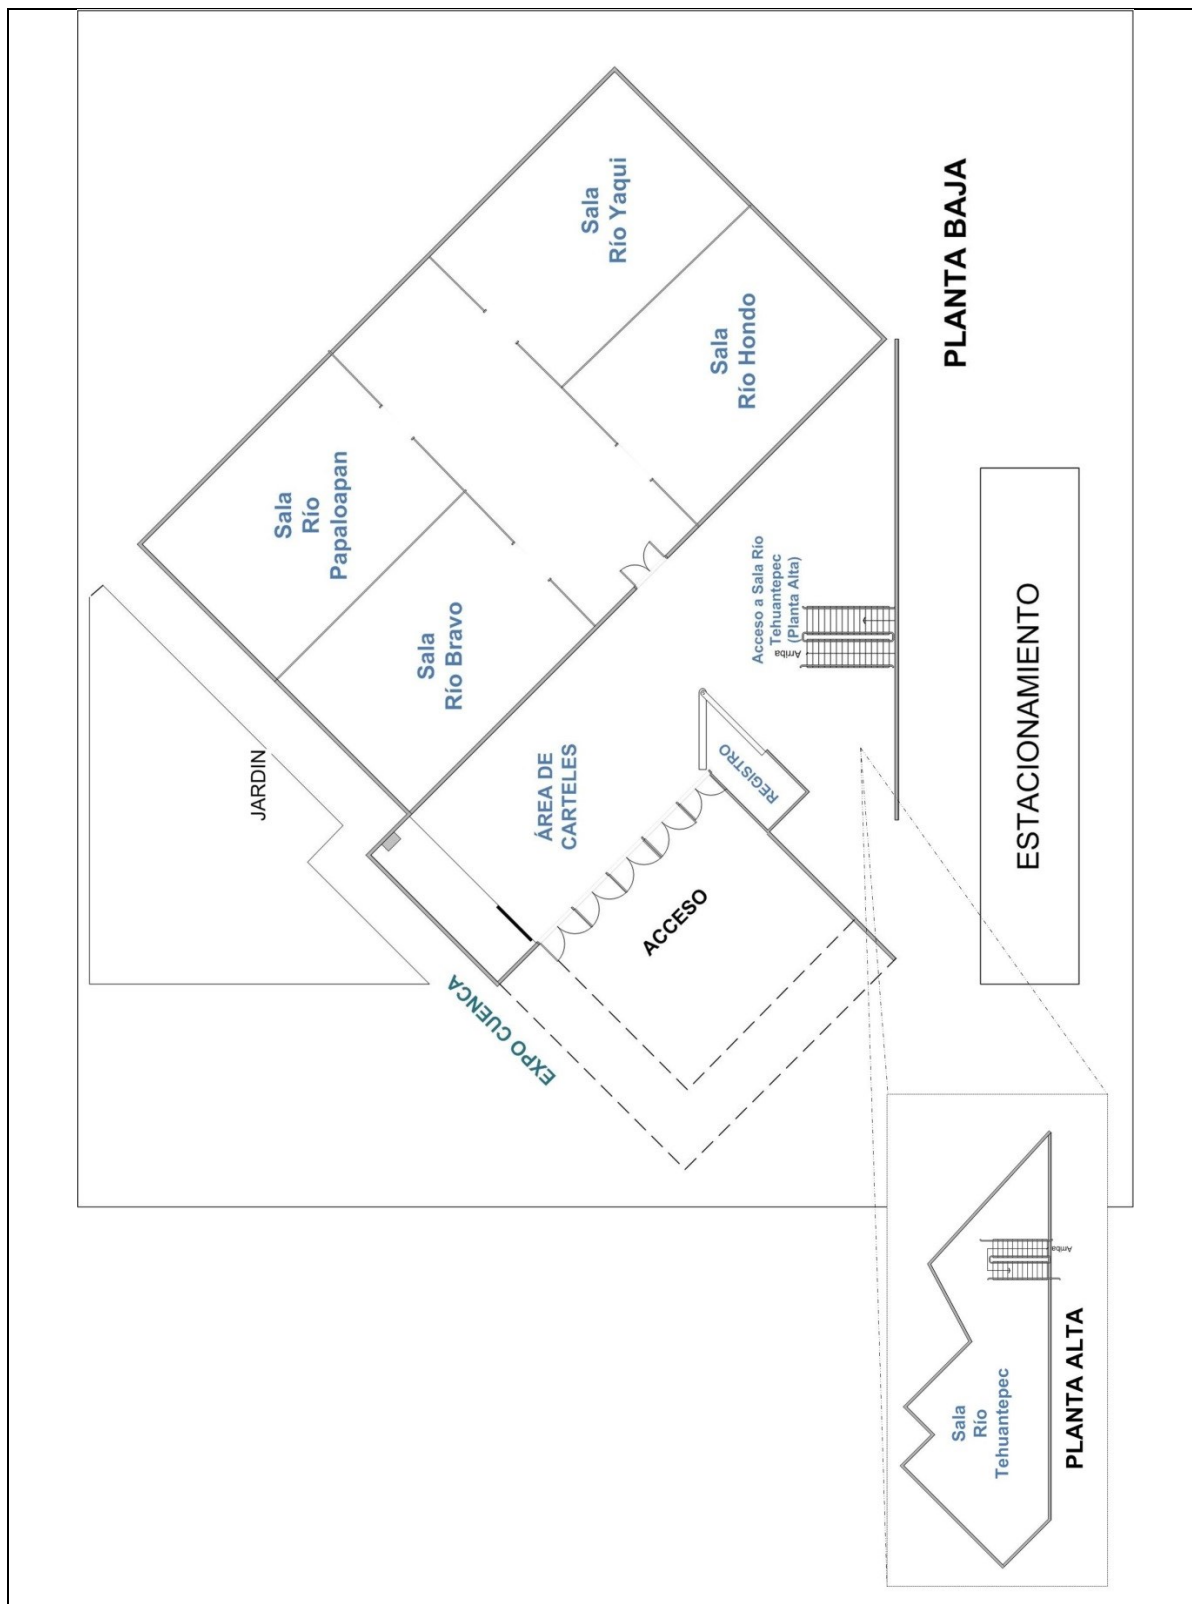 Sala
Río Yaqui
PLANTA BAJA
Sala
Río Hondo
Sala
Río
Papaloapan
Sala
Río Bravo
Acceso a Sala Río
Tehuantepec
(Planta Alta)
Arriba
ESTACIONAMIENTO
JARDIN
ÁREA DE
CARTELES
REGISTRO
ACCESO
EXPO CUENCA
Arriba
Sala
Río
Tehuantepec
PLANTA ALTA